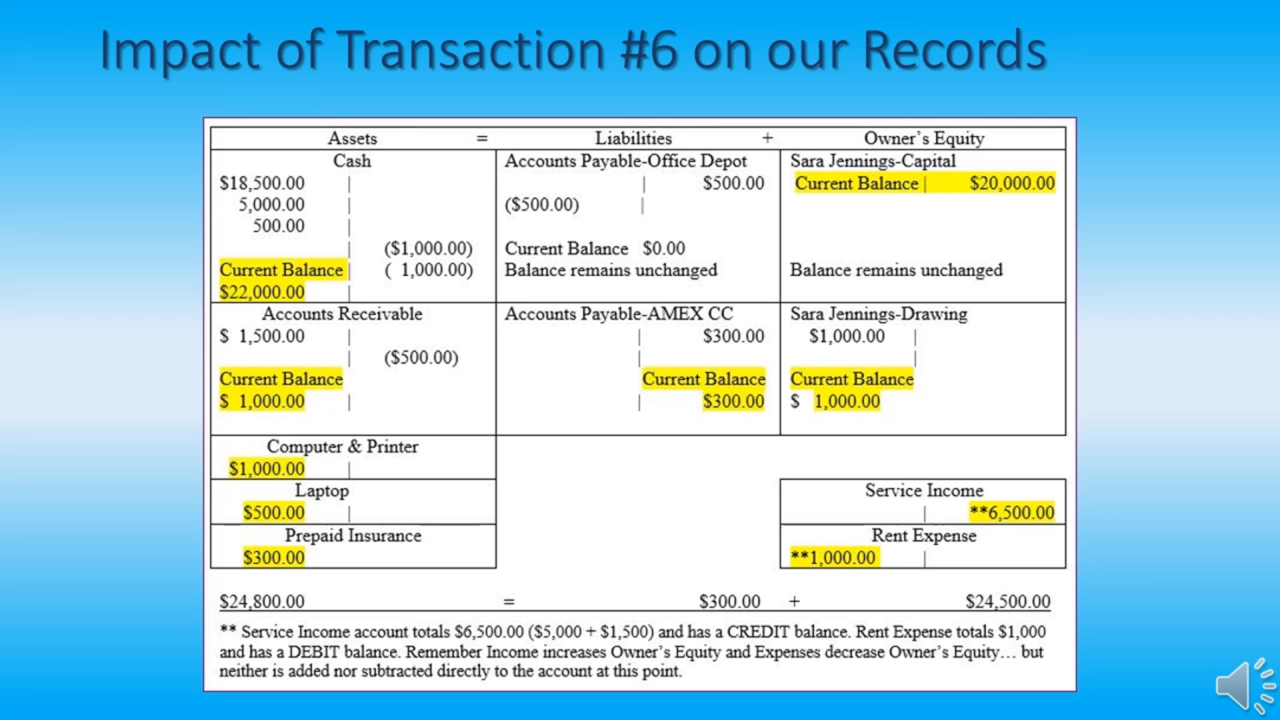 Impact of Transaction #6 on our Records
Assets = Liabilities + Owner's Equity
Cash Accounts Payable-Office Depot Sara Jennings-Capital
$18,500.00 | | $500.00 Current Balance | $20,000.00
5,000.00 | ($500.00) |
500.00 |
| ($1,000.00) Current Balance $0.00
Current Balance | ( 1,000.00) Balance remains unchanged Balance remains unchanged
$22,000.00 |
Accounts Receivable Accounts Payable-AMEX CC Sara Jennings-Drawing
$ 1,500.00 | | $300.00 $1,000.00 |
| ($500.00) | |
Current Balance Current Balance Current Balance
$ 1,000.00 | | $300.00 $ 1,000.00
Computer & Printer
$1,000.00 |
Laptop Service Income
$500.00 | | **6,500.00
Prepaid Insurance Rent Expense
$300.00 **1,000.00 |
$24,800.00 = $300.00 + $24,500.00
** Service Income account totals $6,500.00 ($5,000 + $1,500) and has a CREDIT balance. Rent Expense totals $1,000
and has a DEBIT balance. Remember Income increases Owner's Equity and Expenses decrease Owner's Equity… but
neither is added nor subtracted directly to the account at this point.